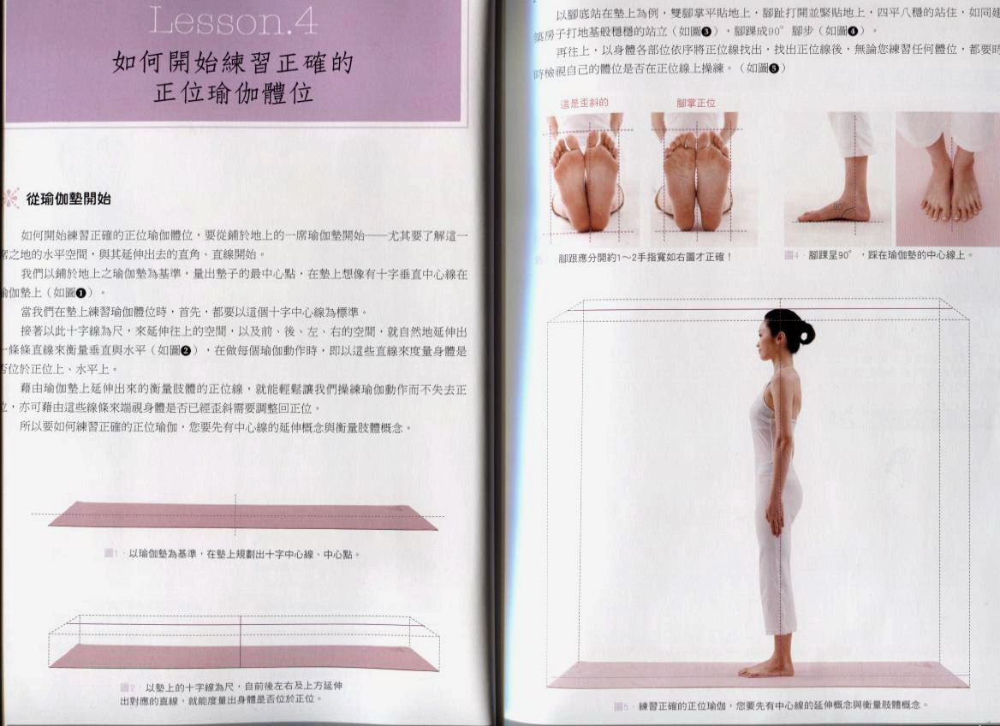 Lesson.4
如何開始練習正確的
正位瑜伽體位
從瑜伽墊開始
如何開始練習正確的正位瑜伽體位，要從鋪於地上的一席瑜伽墊開始——尤其要了解這一
席之地的水平空間，與其延伸出去的直角、直線開始。
我們以鋪於地上之瑜伽墊為基準，量出墊子的最中心點，在墊上想像有十字垂直中心線在
瑜伽墊上（如圖❶）。
當我們在墊上練習瑜伽體位時，首先，都要以這個十字中心線為標準。
接著以此十字線為尺，來延伸往上的空間，以及前、後、左、右的空間，就自然地延伸出
一條條直線來衡量垂直與水平（如圖❷），在做每個瑜伽動作時，即以這些直線來度量身體是
否位於正位上、水平上。
藉由瑜伽墊上延伸出來的衡量肢體的正位線，就能輕鬆讓我們操練瑜伽動作而不失去正
位，亦可藉由這些線條來端視身體是否已經歪斜需要調整回正位。
所以要如何練習正確的正位瑜伽，您要先有中心線的延伸概念與衡量肢體概念。
圖1．以瑜伽墊為基準，在墊上規劃出十字中心線、中心點。
圖2．以墊上的十字線為尺，自前後左右及上方延伸
出對應的直線，就能度量出身體是否位於正位。
以腳底站在墊上為例，雙腳掌平貼地上，腳趾打開並緊貼地上，四平八穩的站住，如同建
築房子打地基般穩穩的站立（如圖❸），腳踝成90°腳步（如圖❹）。
再往上，以身體各部位依序將正位線找出，找出正位線後，無論您練習任何體位，都要時
時檢視自己的體位是否在正位線上操練。（如圖❺）
這是歪斜的
腳掌正位
90°
腳跟應分開約1～2手指寬如右圖才正確！
圖4．腳踝呈90°，踩在瑜伽墊的中心線上。
圖5．練習正確的正位瑜伽，您要先有中心線的延伸概念與衡量肢體概念。